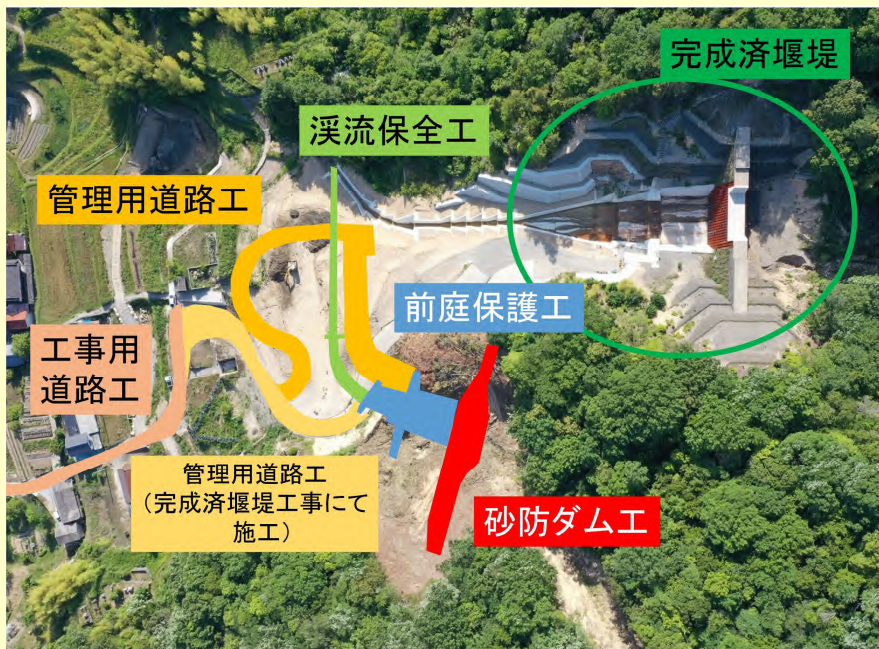 完成済堰堤
渓流保全工
管理用道路工
前庭保護工
工事用
道路工
管理用道路工
（完成済堰堤工事にて
施工）
砂防ダム工